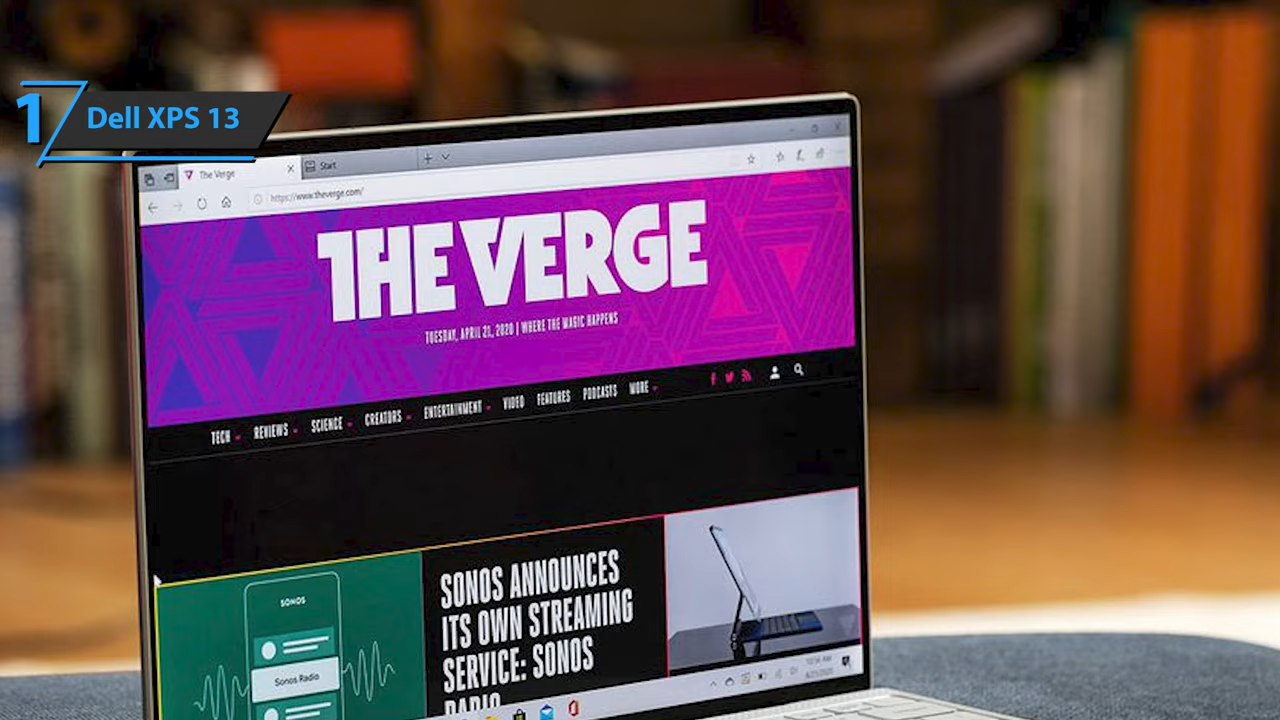 1 Dell XPS 13
The Verge
Start
https://www.theverge.com/
THE VERGE
TUESDAY, APRIL 21, 2020 | WHERE THE MAGIC HAPPENS
TECH REVIEWS SCIENCE CREATORS ENTERTAINMENT VIDEO FEATURES PODCASTS MORE
SONOS
Sonos Radio
SONOS ANNOUNCES
ITS OWN STREAMING
SERVICE: SONOS
RADIO